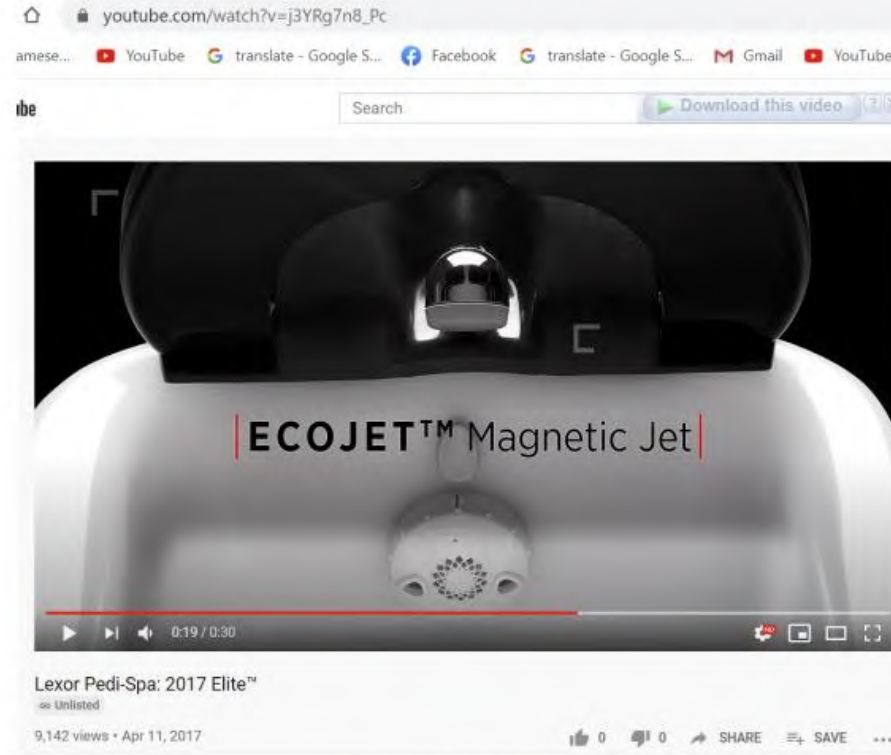 youtube.com/watch?v=j3YRg7n8_Pc
amese... YouTube translate - Google S... Facebook translate - Google S... Gmail YouTube
ube Search Download this video ?
ECOJET™ Magnetic Jet
0:19 / 0:30 HD
Lexor Pedi-Spa: 2017 Elite™
Unlisted
9,142 views • Apr 11, 2017 0 0 SHARE SAVE ...